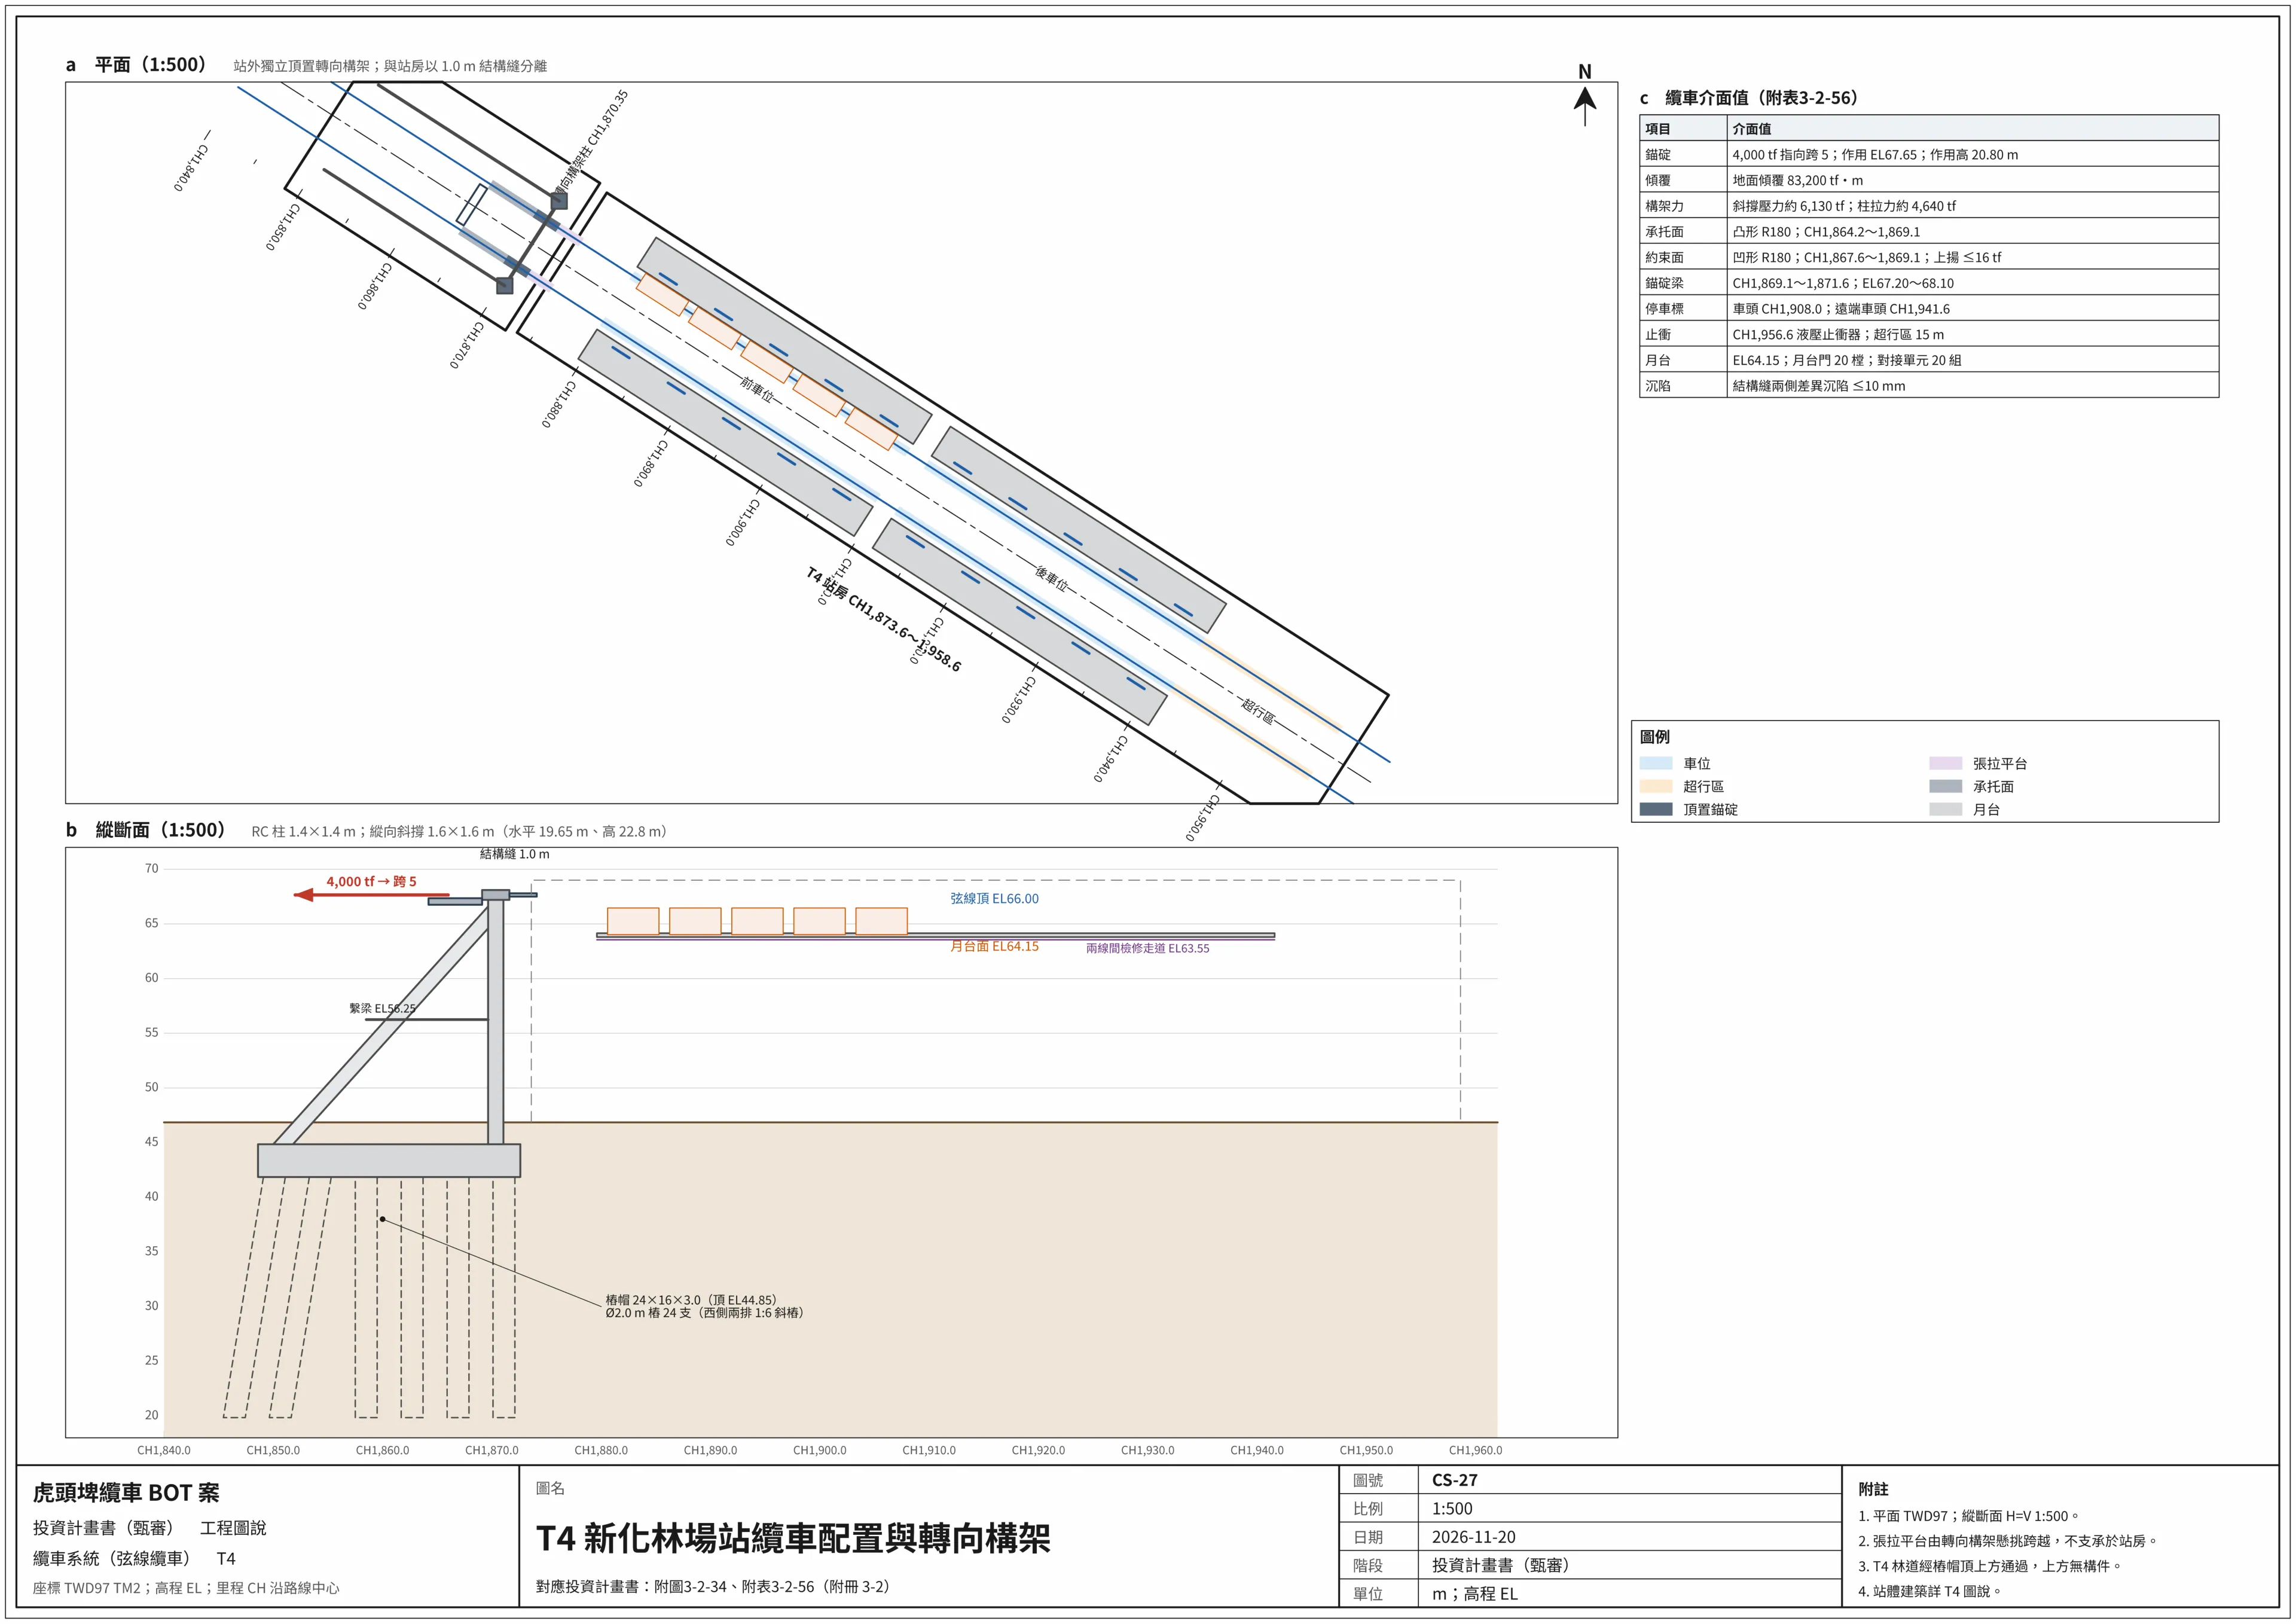 a 平面（1:500） 站外獨立頂置轉向構架；與站房以 1.0 m 結構縫分離
N
轉向構架柱 CH1,870.35
CH1,840.0
CH1,850.0
CH1,860.0
CH1,870.0
CH1,880.0
CH1,890.0
CH1,900.0
CH1,930.0
CH1,940.0
CH1,950.0
前車位
後車位
超行區
T4 站房 CH1,873.6～1,958.6
c 纜車介面值（附表3-2-56）
項目 介面值
錨碇 4,000 tf 指向跨 5；作用 EL67.65；作用高 20.80 m
傾覆 地面傾覆 83,200 tf・m
構架力 斜撐壓力約 6,130 tf；柱拉力約 4,640 tf
承托面 凸形 R180；CH1,864.2～1,869.1
約束面 凹形 R180；CH1,867.6～1,869.1；上揚 ≤16 tf
錨碇梁 CH1,869.1～1,871.6；EL67.20～68.10
停車標 車頭 CH1,908.0；遠端車頭 CH1,941.6
止衝 CH1,956.6 液壓止衝器；超行區 15 m
月台 EL64.15；月台門 20 樘；對接單元 20 組
沉陷 結構縫兩側差異沉陷 ≤10 mm
圖例
車位 張拉平台
超行區 承托面
頂置錨碇 月台
b 縱斷面（1:500） RC 柱 1.4×1.4 m；縱向斜撐 1.6×1.6 m（水平 19.65 m、高 22.8 m）
結構縫 1.0 m
4,000 tf → 跨 5
弦線頂 EL66.00
月台面 EL64.15
兩線間檢修走道 EL63.55
繫梁 EL56.25
樁帽 24×16×3.0（頂 EL44.85）
Ø2.0 m 樁 24 支（西側兩排 1:6 斜樁）
70
65
60
55
50
45
40
35
30
25
20
CH1,840.0 CH1,850.0 CH1,860.0 CH1,870.0 CH1,880.0 CH1,890.0 CH1,900.0 CH1,910.0 CH1,920.0 CH1,930.0 CH1,940.0 CH1,950.0 CH1,960.0
虎頭埤纜車 BOT 案
投資計畫書（甄審） 工程圖說
纜車系統（弦線纜車） T4
座標 TWD97 TM2；高程 EL；里程 CH 沿路線中心
圖名
T4 新化林場站纜車配置與轉向構架
對應投資計畫書：附圖3-2-34、附表3-2-56（附冊 3-2）
圖號 CS-27
比例 1:500
日期 2026-11-20
階段 投資計畫書（甄審）
單位 m；高程 EL
附註
1. 平面 TWD97；縱斷面 H=V 1:500。
2. 張拉平台由轉向構架懸挑跨越，不支承於站房。
3. T4 林道經樁帽頂上方通過，上方無構件。
4. 站體建築詳 T4 圖說。